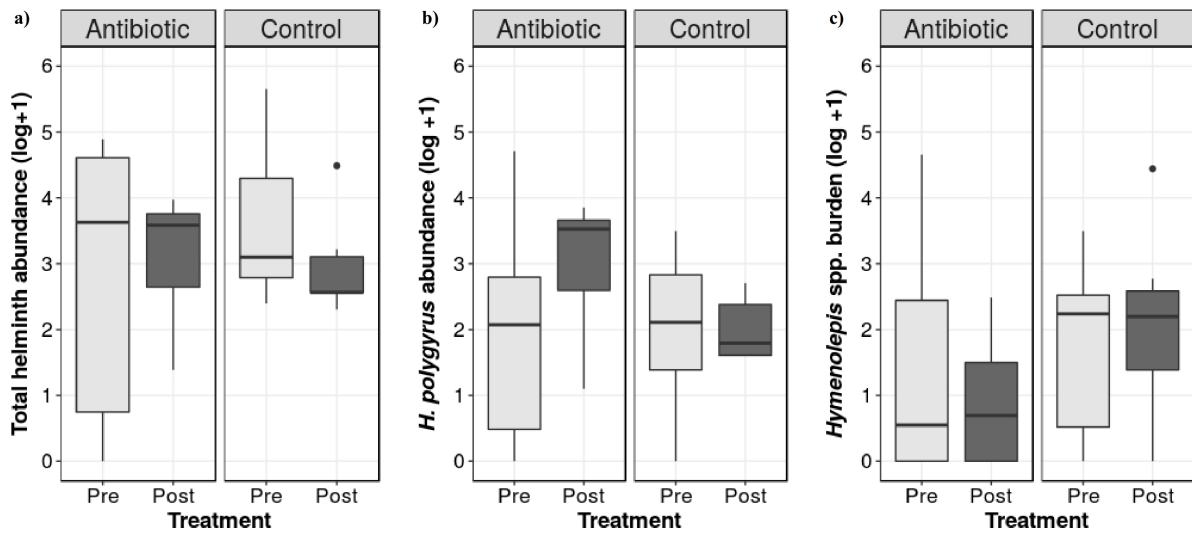 a)
Antibiotic Control
Total helminth abundance (log+1)
6
5
4
3
2
1
0
Pre Post Pre Post
Treatment
b)
Antibiotic Control
H. polygyrus abundance (log +1)
6
5
4
3
2
1
0
Pre Post Pre Post
Treatment
c)
Antibiotic Control
Hymenolepis spp. burden (log +1)
6
5
4
3
2
1
0
Pre Post Pre Post
Treatment